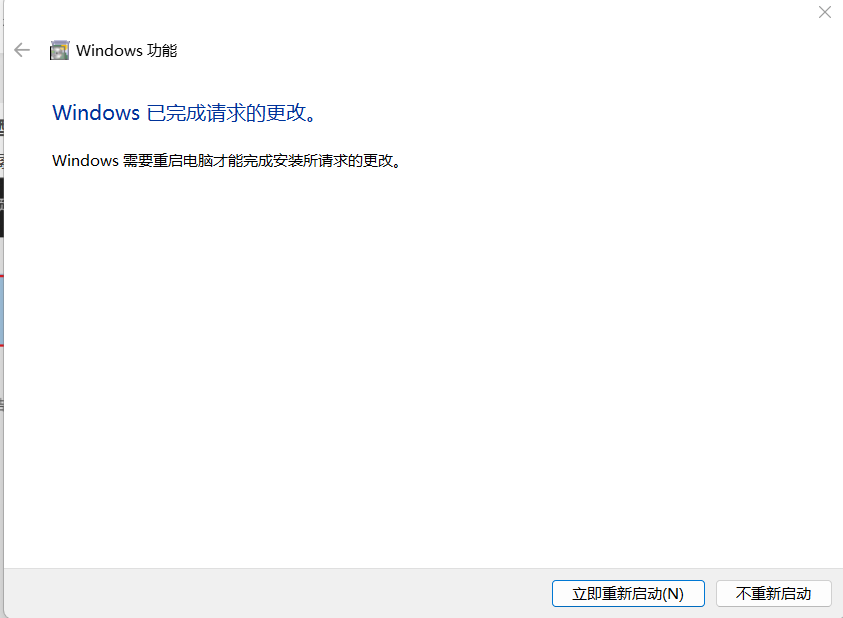 Windows 功能
Windows 已完成请求的更改。
Windows 需要重启电脑才能完成安装所请求的更改。
立即重新启动(N)
不重新启动